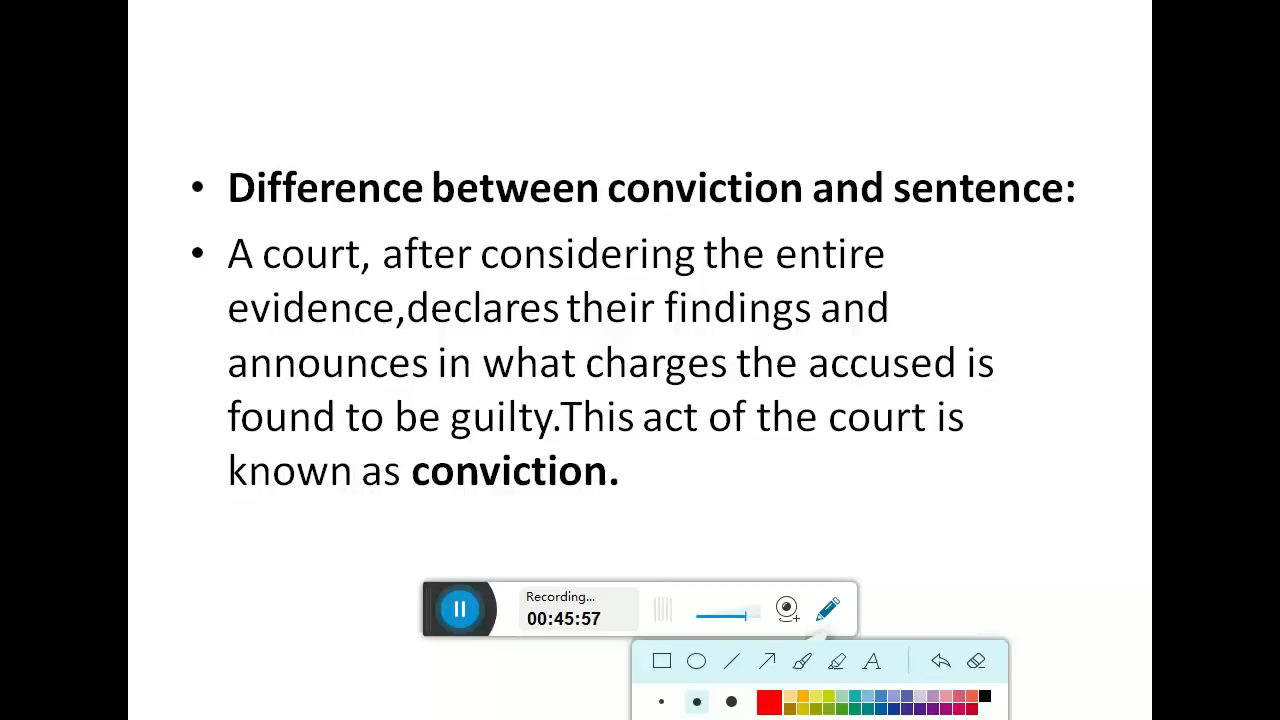 • Difference between conviction and sentence:
• A court, after considering the entire
evidence,declares their findings and
announces in what charges the accused is
found to be guilty.This act of the court is
known as conviction.
Recording...
00:45:57
A